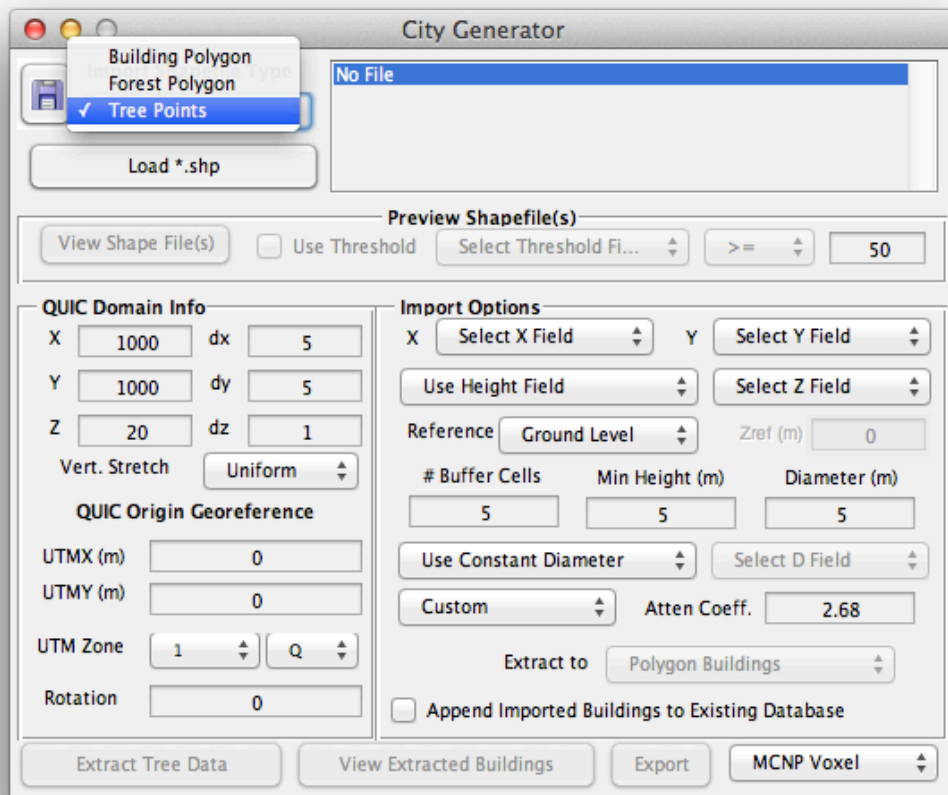 City Generator
Import Shapefile Type
Building Polygon
Forest Polygon
✓ Tree Points
No File
Load *.shp
Preview Shapefile(s)
View Shape File(s) Use Threshold Select Threshold Fi... >= 50
QUIC Domain Info
X 1000 dx 5
Y 1000 dy 5
Z 20 dz 1
Vert. Stretch Uniform
QUIC Origin Georeference
UTMX (m) 0
UTMY (m) 0
UTM Zone 1 Q
Rotation 0
Import Options
X Select X Field Y Select Y Field
Use Height Field Select Z Field
Reference Ground Level Zref (m) 0
# Buffer Cells Min Height (m) Diameter (m)
5 5 5
Use Constant Diameter Select D Field
Custom Atten Coeff. 2.68
Extract to Polygon Buildings
Append Imported Buildings to Existing Database
Extract Tree Data View Extracted Buildings Export MCNP Voxel